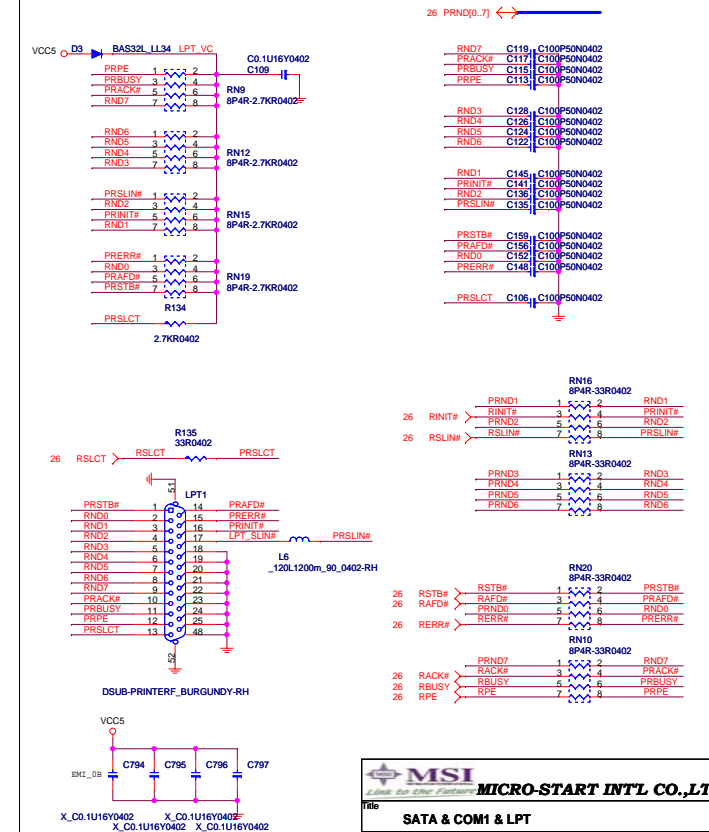 26 PRND[0..7]
VCC5 D3 BAS32L_LL34 LPT_VC
C0.1U16Y0402
C109
PRPE 1 2
PRBUSY 3 4
PRACK# 5 6
RND7 7 8
RN9
8P4R-2.7KR0402
RND6 1 2
RND5 3 4
RND4 5 6
RND3 7 8
RN12
8P4R-2.7KR0402
PRSLIN# 1 2
RND2 3 4
PRINIT# 5 6
RND1 7 8
RN15
8P4R-2.7KR0402
PRERR# 1 2
RND0 3 4
PRAFD# 5 6
PRSTB# 7 8
RN19
8P4R-2.7KR0402
R134
PRSLCT
2.7KR0402
RND7 C119 C100P50N0402
PRACK# C117 C100P50N0402
PRBUSY C115 C100P50N0402
PRPE C113 C100P50N0402
RND3 C128 C100P50N0402
RND4 C126 C100P50N0402
RND5 C124 C100P50N0402
RND6 C122 C100P50N0402
RND1 C145 C100P50N0402
PRINIT# C141 C100P50N0402
RND2 C136 C100P50N0402
PRSLIN# C135 C100P50N0402
PRSTB# C159 C100P50N0402
PRAFD# C156 C100P50N0402
RND0 C152 C100P50N0402
PRERR# C148 C100P50N0402
PRSLCT C106 C100P50N0402
RN16
8P4R-33R0402
PRND1 1 2 RND1
26 RINIT# RINIT# 3 4 PRINIT#
PRND2 5 6 RND2
26 RSLIN# RSLIN# 7 8 PRSLIN#
RN13
8P4R-33R0402
PRND3 1 2 RND3
PRND4 3 4 RND4
PRND5 5 6 RND5
PRND6 7 8 RND6
RN20
8P4R-33R0402
26 RSTB# RSTB# 1 2 PRSTB#
26 RAFD# RAFD# 3 4 PRAFD#
PRND0 5 6 RND0
26 RERR# RERR# 7 8 PRERR#
RN10
8P4R-33R0402
PRND7 1 2 RND7
26 RACK# RACK# 3 4 PRACK#
26 RBUSY RBUSY 5 6 PRBUSY
26 RPE RPE 7 8 PRPE
R135
33R0402
26 RSLCT RSLCT PRSLCT
51
LPT1
PRSTB# 1 14 PRAFD#
RND0 2 15 PRERR#
RND1 3 16 PRINIT#
RND2 4 17 LPT_SLIN# PRSLIN#
RND3 5 18
RND4 6 19
RND5 7 20
RND6 8 21
RND7 9 22
PRACK# 10 23
PRBUSY 11 24
PRPE 12 25
PRSLCT 13 48
L6
_120L1200m_90_0402-RH
52
DSUB-PRINTERF_BURGUNDY-RH
VCC5
EMI_0B C794 C795 C796 C797
X_C0.1U16Y0402 X_C0.1U16Y0402
X_C0.1U16Y0402 X_C0.1U16Y0402
MSI
Link to the Future
MICRO-START INT'L CO.,LT
Title
SATA & COM1 & LPT